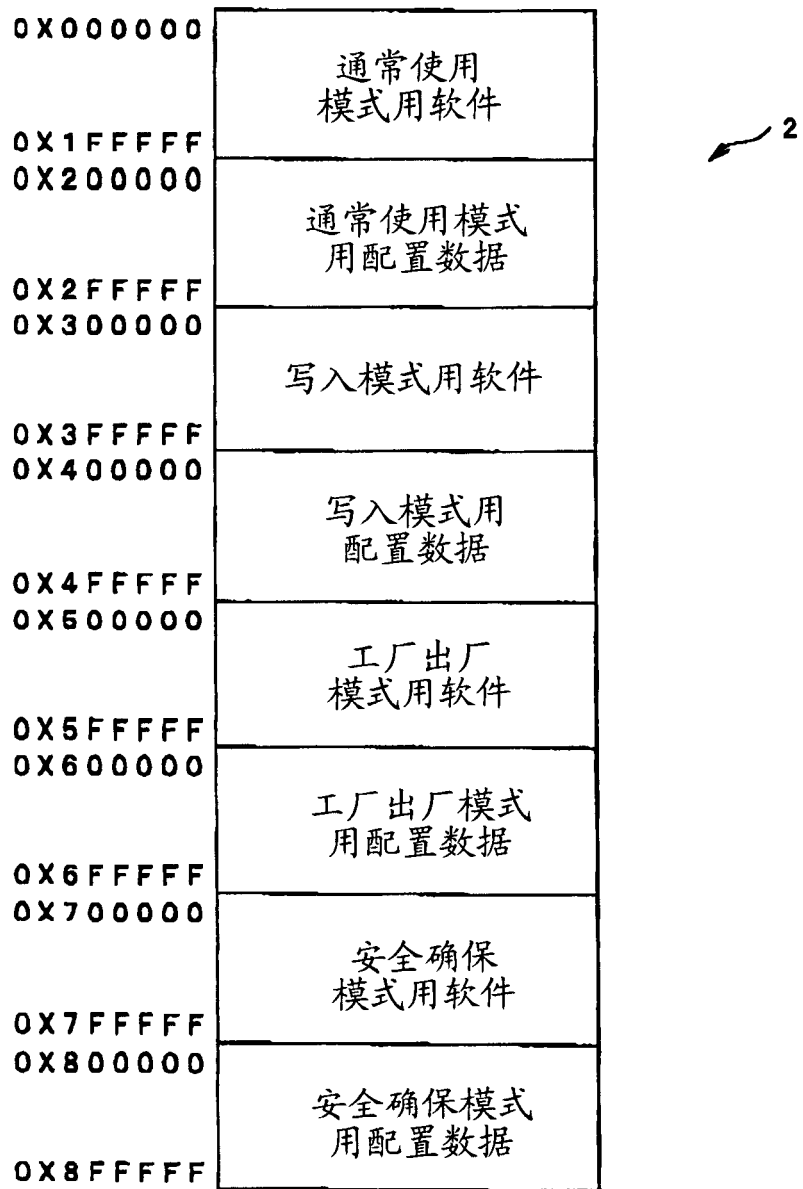 0X000000
通常使用
模式用软件
0X1FFFFF
2
0X200000
通常使用模式
用配置数据
0X2FFFFF
0X300000
写入模式用软件
0X3FFFFF
0X400000
写入模式用
配置数据
0X4FFFFF
0X500000
工厂出厂
模式用软件
0X5FFFFF
0X600000
工厂出厂模式
用配置数据
0X6FFFFF
0X700000
安全确保
模式用软件
0X7FFFFF
0X800000
安全确保模式
用配置数据
0X8FFFFF